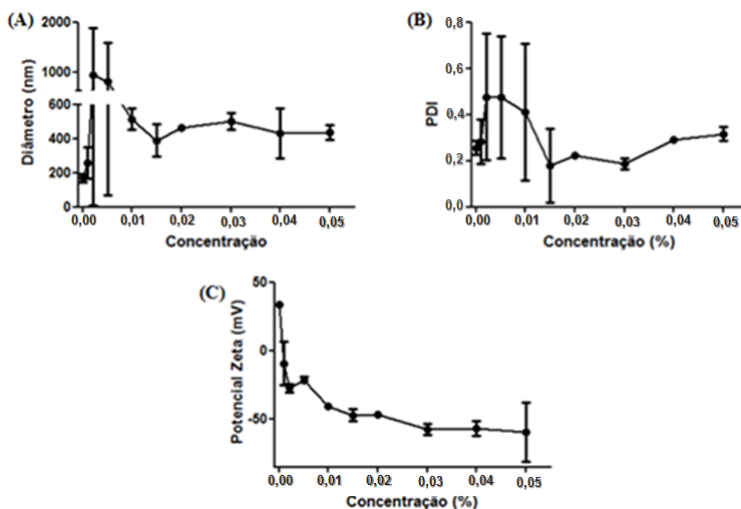 (A)
2000
1500
1000
600
400
200
0
Diâmetro (nm)
0,00 0,01 0,02 0,03 0,04 0,05
Concentração
(B)
0,8
0,6
0,4
0,2
0,0
PDI
0,00 0,01 0,02 0,03 0,04 0,05
Concentração (%)
(C)
50
0
-50
Potencial Zeta (mV)
0,00 0,01 0,02 0,03 0,04 0,05
Concentração (%)